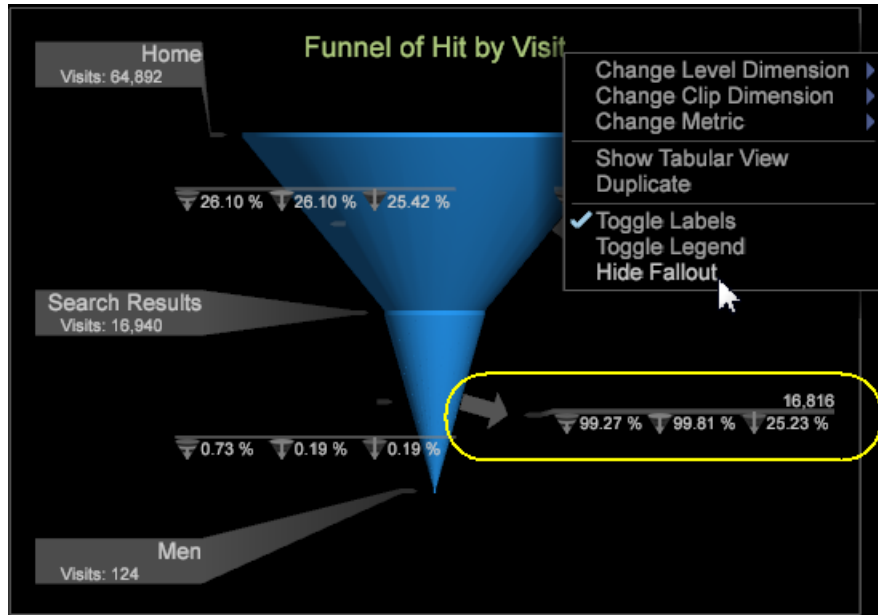 Funnel of Hit by Visit
Home
Visits: 64,892
Change Level Dimension
Change Clip Dimension
Change Metric
Show Tabular View
Duplicate
Toggle Labels
Toggle Legend
Hide Fallout
26.10 % 26.10 % 25.42 %
Search Results
Visits: 16,940
16,816
99.27 % 99.81 % 25.23 %
0.73 % 0.19 % 0.19 %
Men
Visits: 124